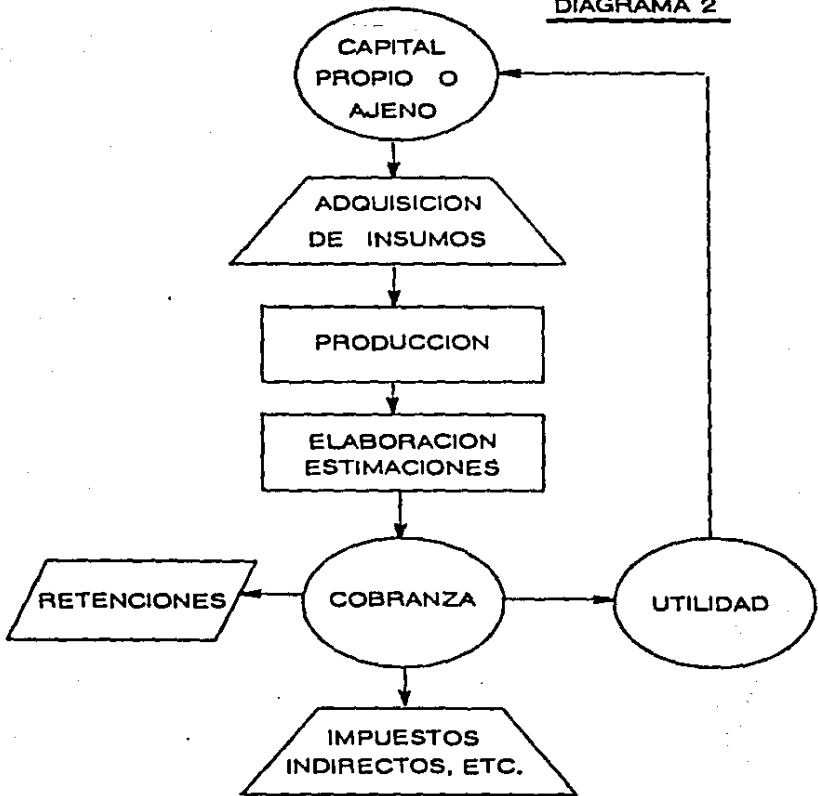 DIAGRAMA 2
CAPITAL
PROPIO O
AJENO
ADQUISICION
DE INSUMOS
PRODUCCION
ELABORACION
ESTIMACIONES
RETENCIONES
COBRANZA
UTILIDAD
IMPUESTOS
INDIRECTOS, ETC.